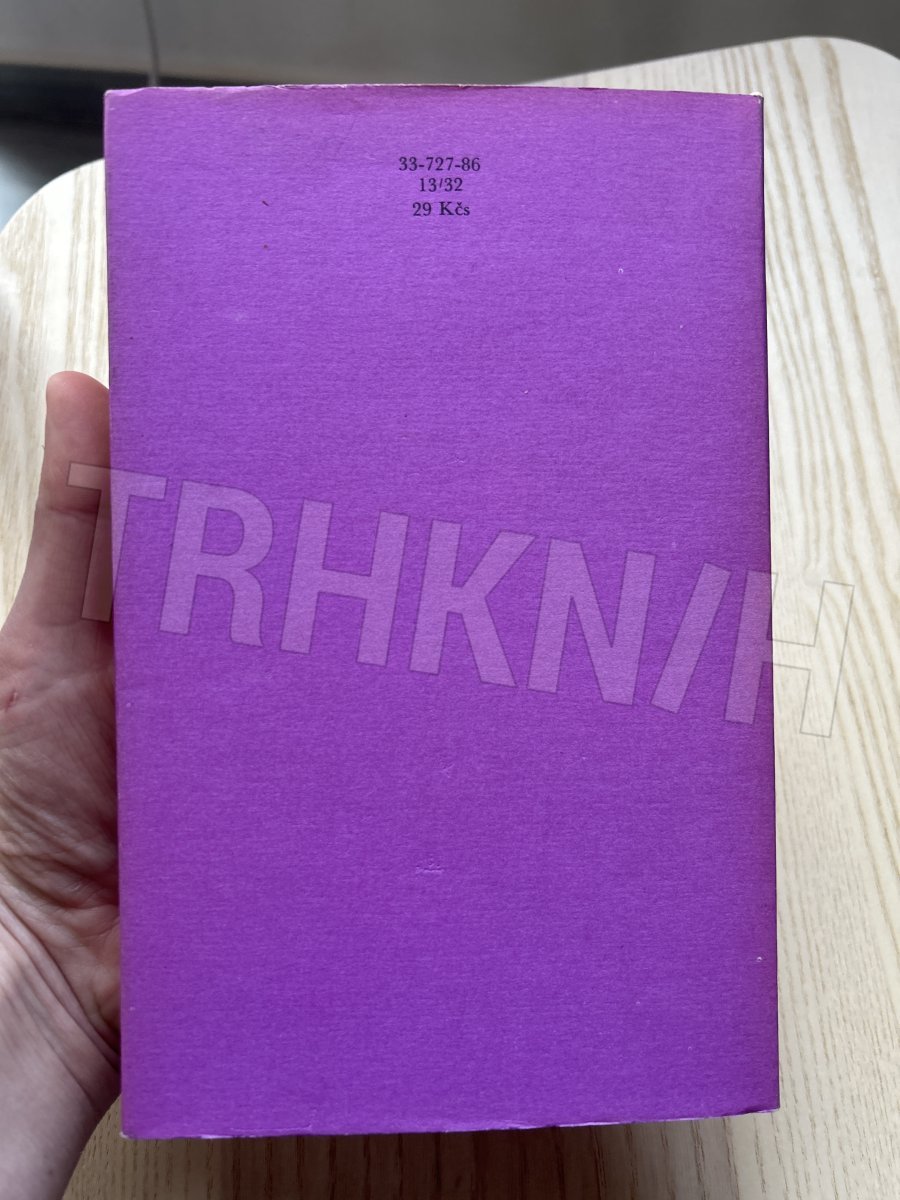 33-727-86
13/32
29 Kčs
TRHKNIH